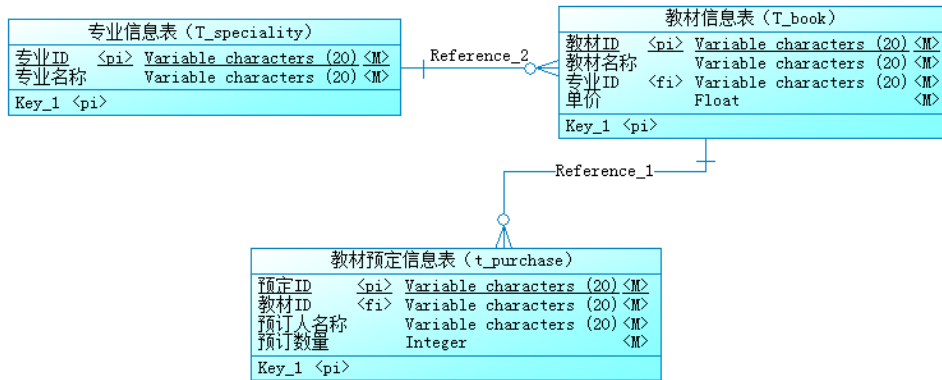 专业信息表（T_speciality）
专业ID <pi> Variable characters (20) <M>
专业名称 Variable characters (20) <M>
Key_1 <pi>
Reference_2
教材信息表（T_book）
教材ID <pi> Variable characters (20) <M>
教材名称 Variable characters (20) <M>
专业ID <fi> Variable characters (20) <M>
单价 Float <M>
Key_1 <pi>
Reference_1
教材预定信息表（t_purchase）
预定ID <pi> Variable characters (20) <M>
教材ID <fi> Variable characters (20) <M>
预订人名称 Variable characters (20) <M>
预订数量 Integer <M>
Key_1 <pi>